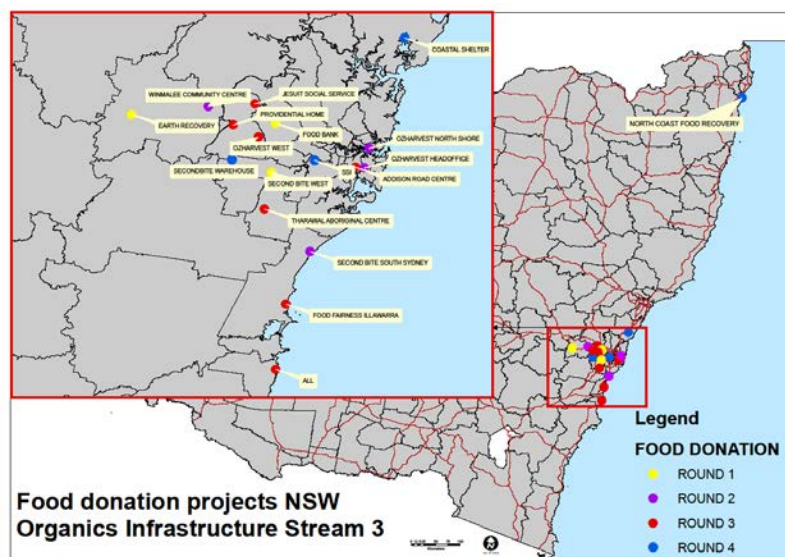 COASTAL SHELTER
WINMALEE COMMUNITY CENTRE
JESUIT SOCIAL SERVICE
PROVIDENTIAL HOME
EARTH RECOVERY
FOOD BANK
NORTH COAST FOOD RECOVERY
OZHARVEST NORTH SHORE
OZHARVEST WEST
OZHARVEST HEADOFFICE
SECONDBITE WAREHOUSE
SSI
ADDISON ROAD CENTRE
SECOND BITE WEST
THARAWAL ABORIGINAL CENTRE
SECOND BITE SOUTH SYDNEY
FOOD FAIRNESS ILLAWARRA
ALL
Legend
FOOD DONATION
ROUND 1
ROUND 2
ROUND 3
ROUND 4
Food donation projects NSW
Organics Infrastructure Stream 3